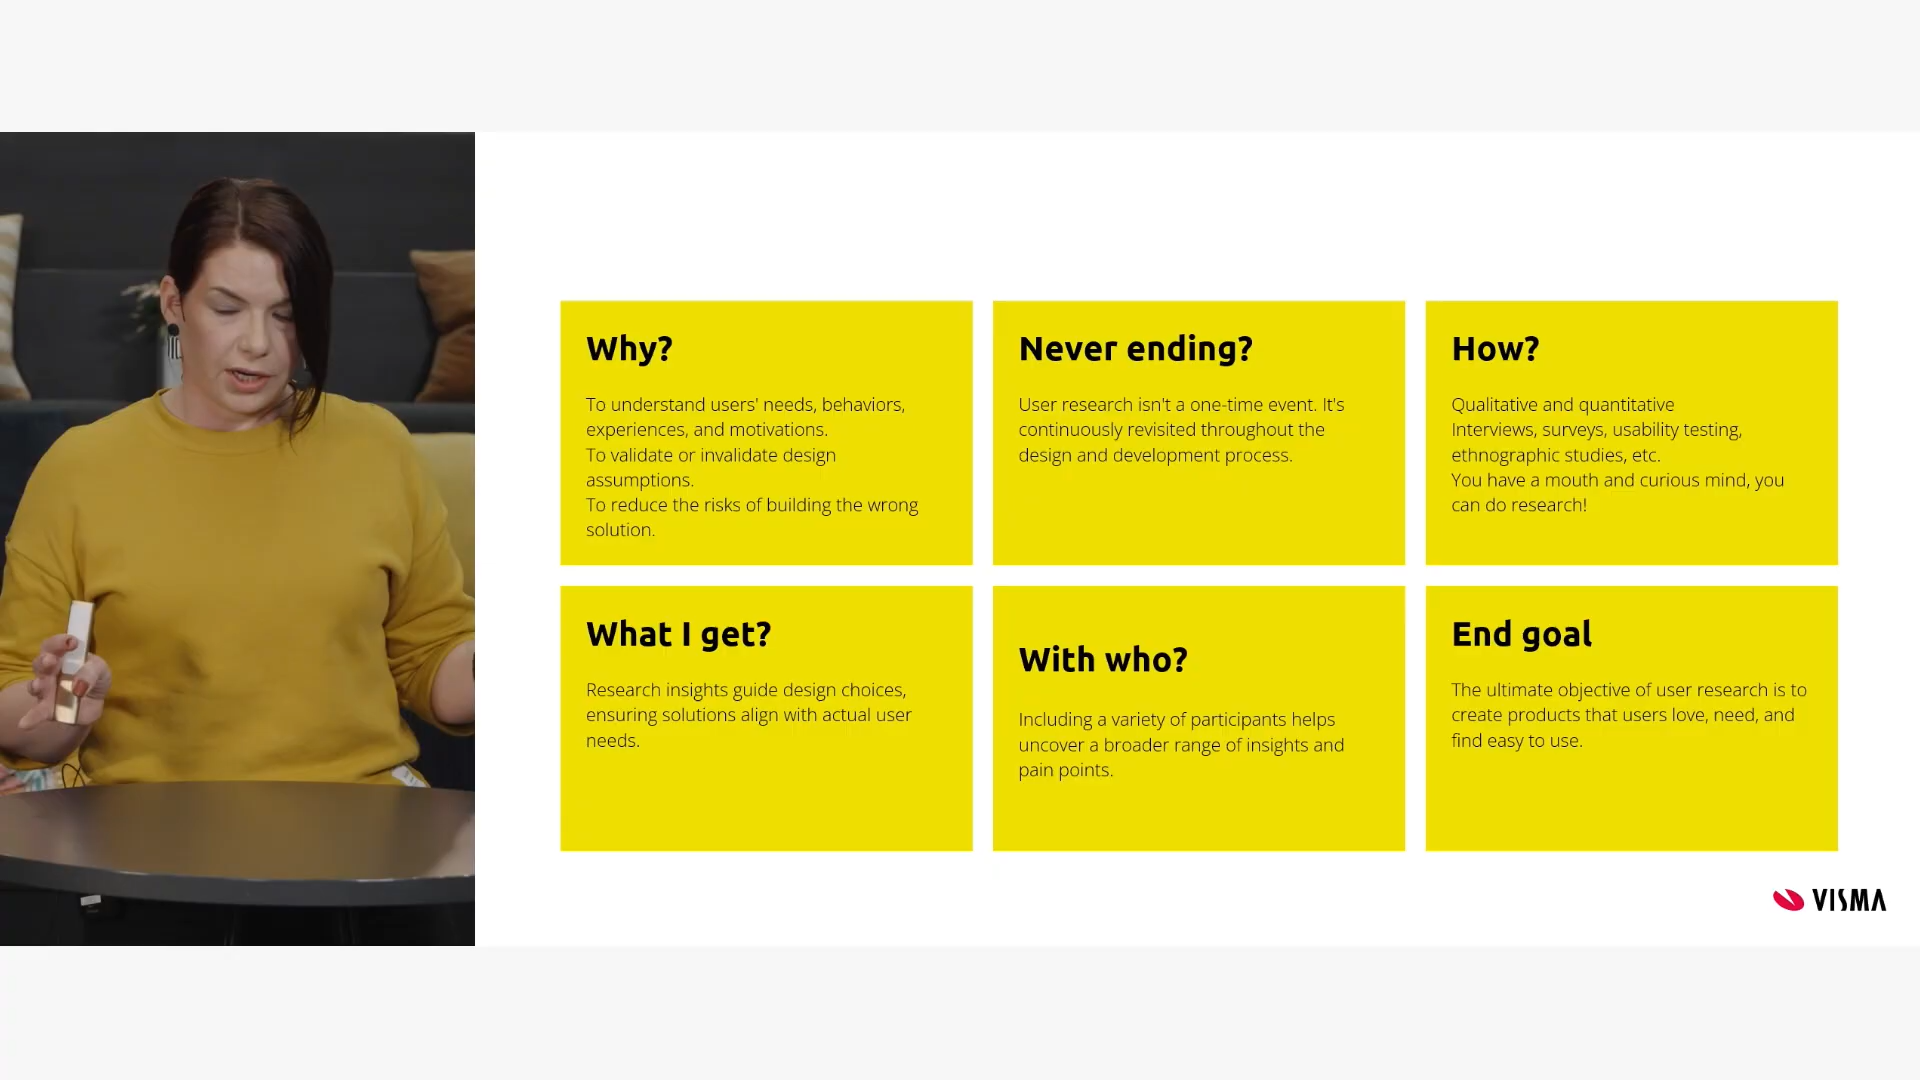 Why?
To understand users' needs, behaviors,
experiences, and motivations.
To validate or invalidate design
assumptions.
To reduce the risks of building the wrong
solution.
Never ending?
User research isn't a one-time event. It's
continuously revisited throughout the
design and development process.
How?
Qualitative and quantitative
Interviews, surveys, usability testing,
ethnographic studies, etc.
You have a mouth and curious mind, you
can do research!
What I get?
Research insights guide design choices,
ensuring solutions align with actual user
needs.
With who?
Including a variety of participants helps
uncover a broader range of insights and
pain points.
End goal
The ultimate objective of user research is to
create products that users love, need, and
find easy to use.
VISMA